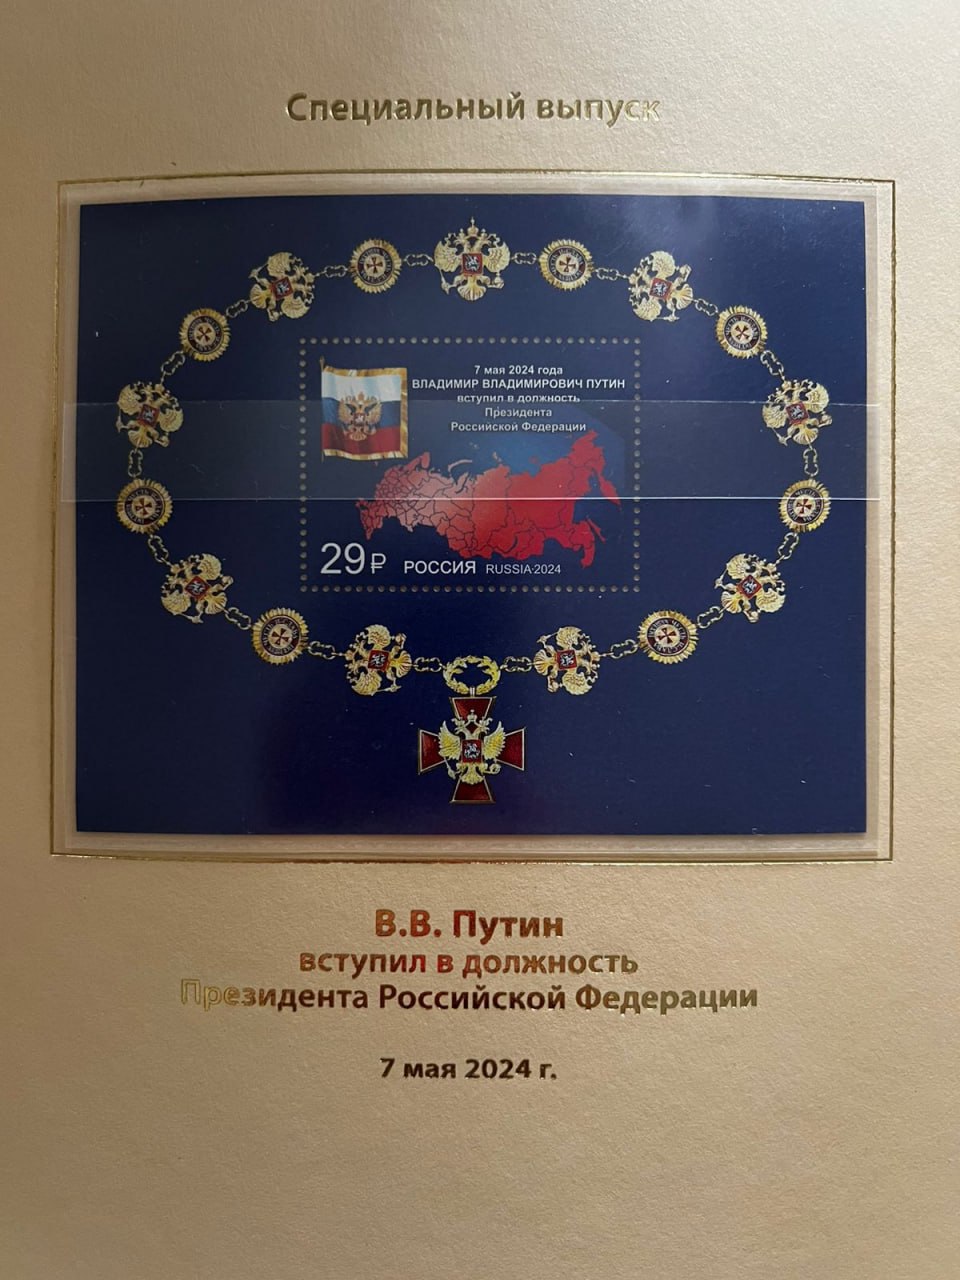 Специальный выпуск
7 мая 2024 года
ВЛАДИМИР ВЛАДИМИРОВИЧ ПУТИН
вступил в должность
Президента
Российской Федерации
29₽ РОССИЯ RUSSIA·2024
В.В. Путин
вступил в должность
Президента Российской Федерации
7 мая 2024 г.